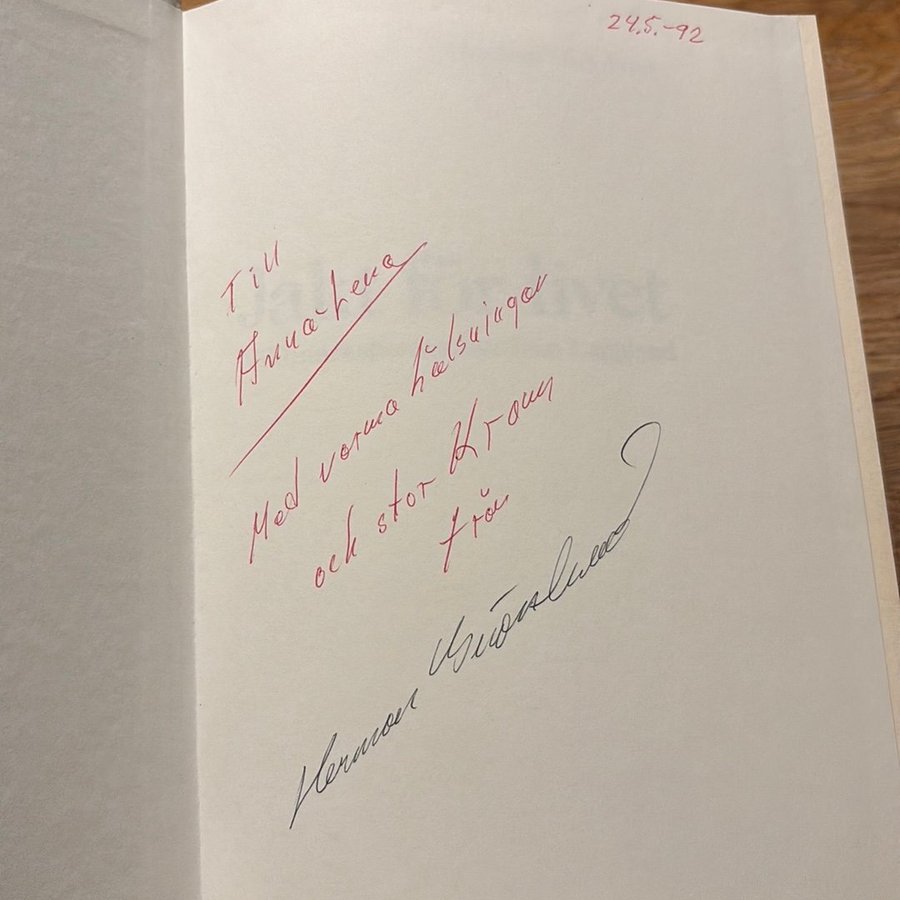 24.5.-92
Till
Anna-Lena
Med varma hälsningar
och stor Kram
från
Herman